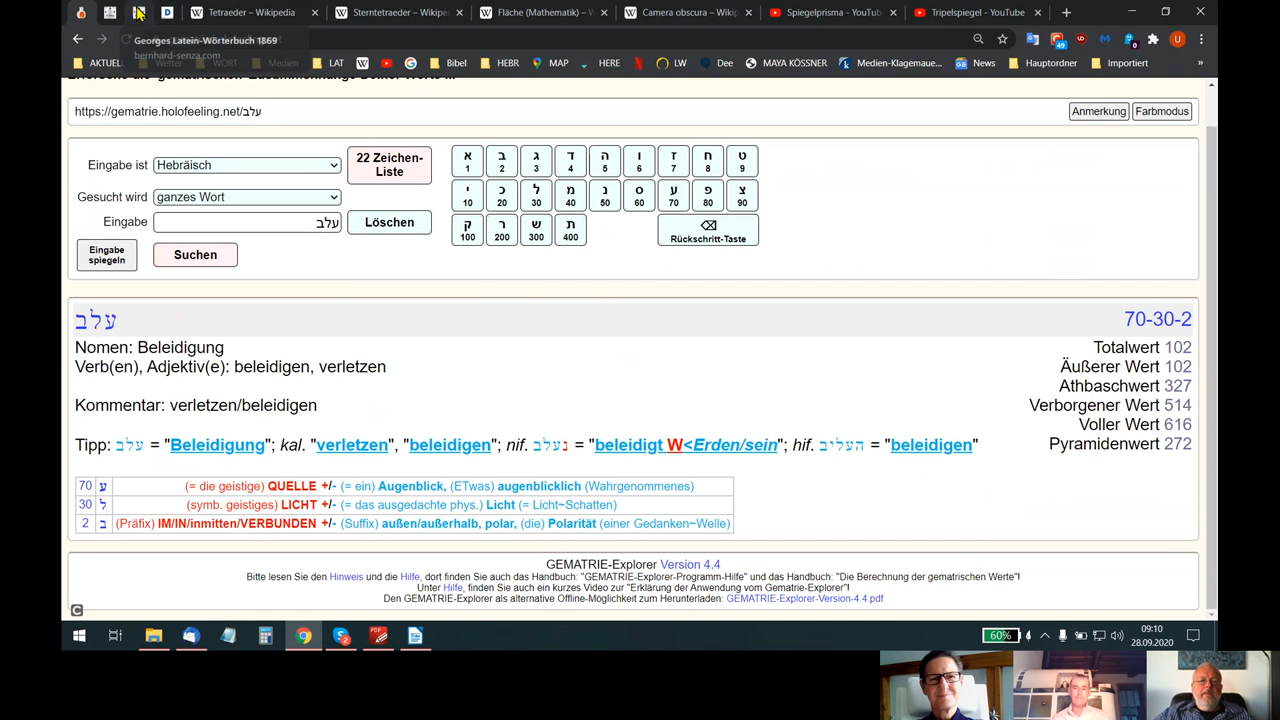 Tetraeder – Wikipedia
Sterntetraeder – Wikipe
Fläche (Mathematik) – W
Camera obscura – Wikipe
Spiegelprisma - YouTub
Tripelspiegel - YouTube
Georges Latein-Wörterbuch 1869
bernhard-senza.com
AKTUELL
Wetter
WORT
Medien
LAT
Bibel
HEBR
MAP
HERE
LW
Dee
MAYA KÖSSNER
Medien-Klagemaue...
News
Hauptordner
Importiert
https://gematrie.holofeeling.net/עלב
Anmerkung
Farbmodus
Eingabe ist Hebräisch
22 Zeichen-
Liste
Gesucht wird ganzes Wort
Eingabe עלב
Löschen
Eingabe
spiegeln
Suchen
א ב ג ד ה ו ז ח ט
1 2 3 4 5 6 7 8 9
י כ ל מ נ ס ע פ צ
10 20 30 40 50 60 70 80 90
ק ר ש ת
100 200 300 400
Rückschritt-Taste
עלב 70-30-2
Nomen: Beleidigung
Verb(en), Adjektiv(e): beleidigen, verletzen
Kommentar: verletzen/beleidigen
Totalwert 102
Äußerer Wert 102
Athbaschwert 327
Verborgener Wert 514
Voller Wert 616
Pyramidenwert 272
Tipp: עלב = "Beleidigung"; kal. "verletzen", "beleidigen"; nif. נעלב = "beleidigt W<Erden/sein"; hif. העליב = "beleidigen"
70 ע (= die geistige) QUELLE +/- (= ein) Augenblick, (ETwas) augenblicklich (Wahrgenommenes)
30 ל (symb. geistiges) LICHT +/- (= das ausgedachte phys.) Licht (= Licht~Schatten)
2 ב (Präfix) IM/IN/inmitten/VERBUNDEN +/- (Suffix) außen/außerhalb, polar, (die) Polarität (einer Gedanken~Welle)
GEMATRIE-Explorer Version 4.4
Bitte lesen Sie den Hinweis und die Hilfe, dort finden Sie auch das Handbuch: "GEMATRIE-Explorer-Programm-Hilfe" und das Handbuch: "Die Berechnung der gematrischen Werte"!
Unter Hilfe, finden Sie auch ein kurzes Video zur "Erklärung der Anwendung vom Gematrie-Explorer"!
Den GEMATRIE-Explorer als alternative Offline-Möglichkeit zum Herunterladen: GEMATRIE-Explorer-Version-4.4.pdf
60%
09:10
28.09.2020